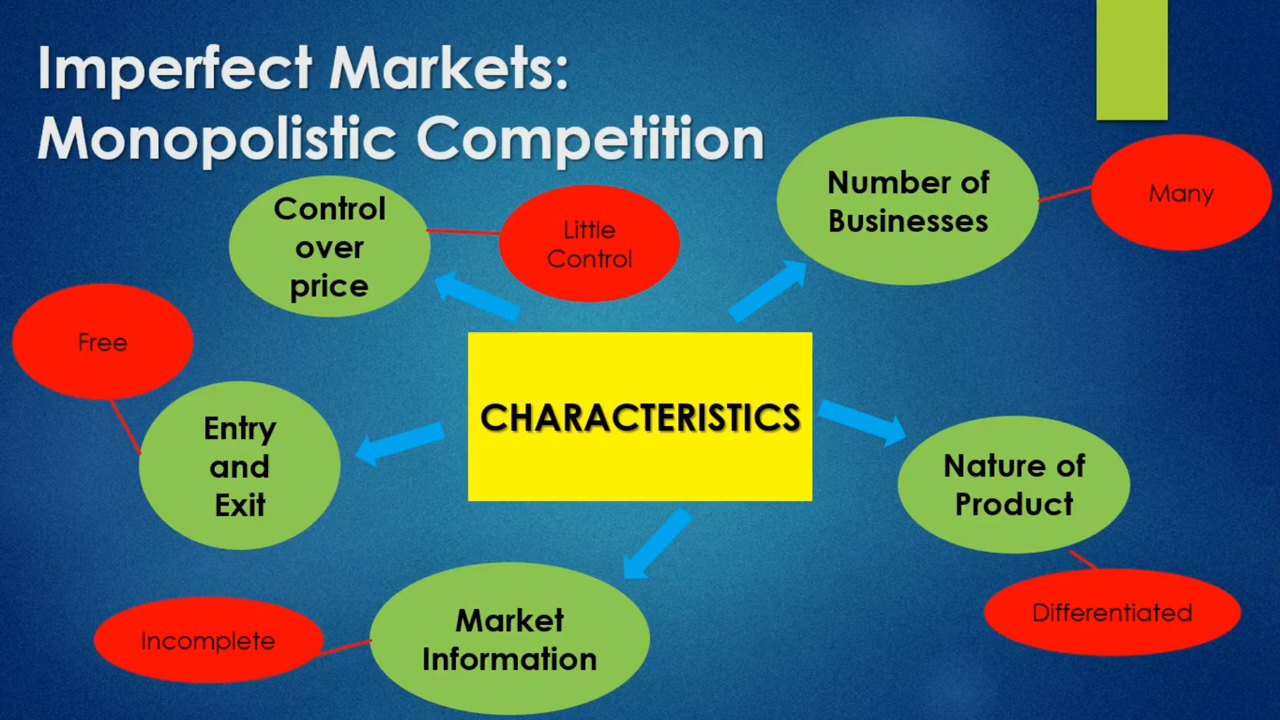 Imperfect Markets:
Monopolistic Competition
Control
over
price
Little
Control
Number of
Businesses
Many
Free
Entry
and
Exit
CHARACTERISTICS
Nature of
Product
Differentiated
Market
Information
Incomplete